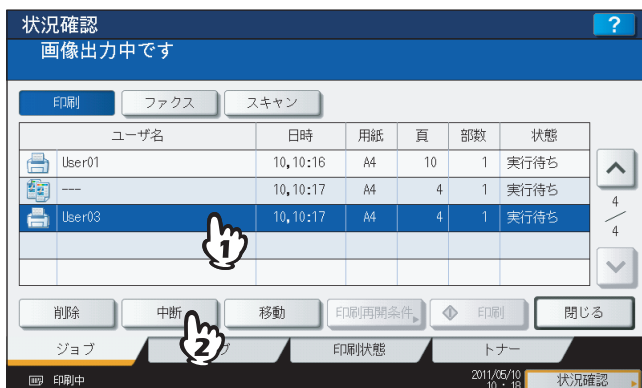 状況確認 ?
画像出力中です
印刷 ファクス スキャン
ユーザ名 日時 用紙 頁 部数 状態
User01 10,10:16 A4 10 1 実行待ち
--- 10,10:17 A4 4 1 実行待ち
User03 10,10:17 A4 4 1 実行待ち
4
4
1
削除 中断 移動 印刷再開条件 印刷 閉じる
2
ジョブ グ 印刷状態 トナー
印刷中 2011/05/10 状況確認
10 : 18